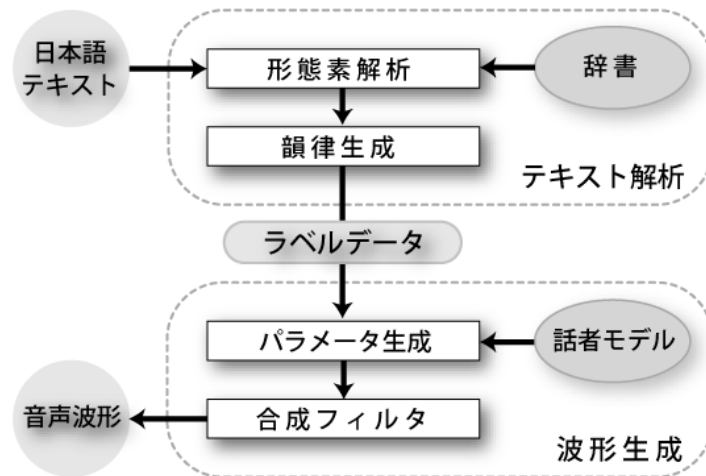 日本語
テキスト
形態素解析
辞書
韻律生成
テキスト解析
ラベルデータ
パラメータ生成
話者モデル
音声波形
合成フィルタ
波形生成